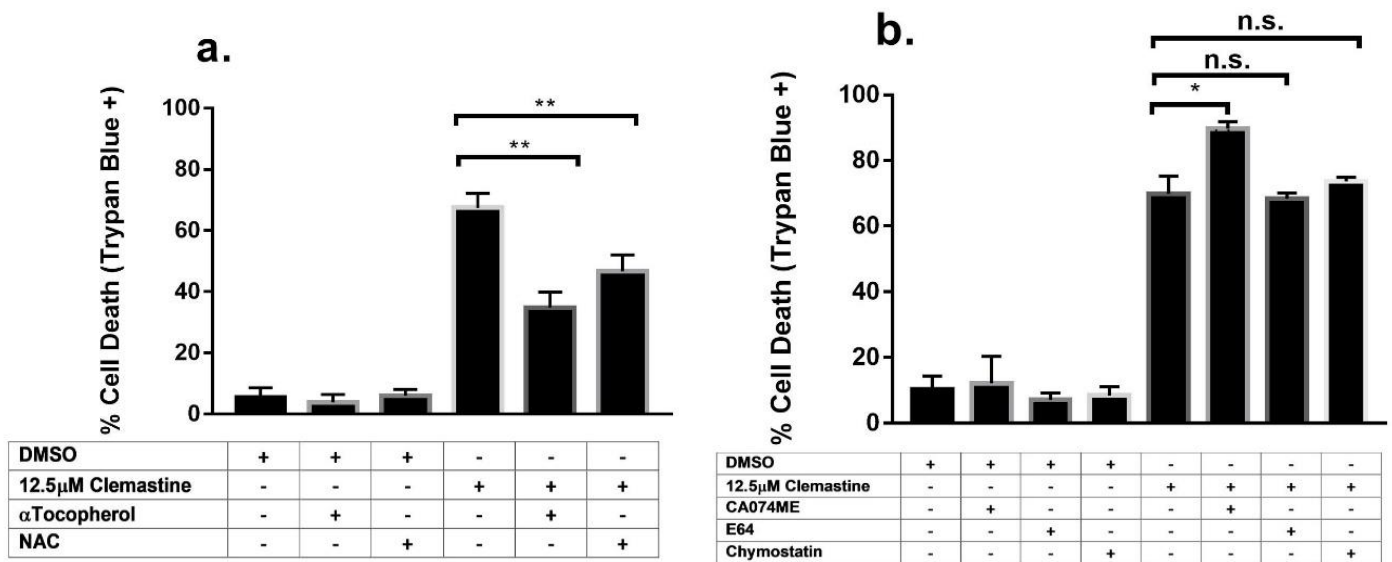 a.
% Cell Death (Trypan Blue +)
100
80
60
40
20
0
**
**
DMSO + + + - - -
12.5μM Clemastine - - - + + +
αTocopherol - + - - + -
NAC - - + - - +
b.
% Cell Death (Trypan Blue +)
100
80
60
40
20
0
n.s.
n.s.
*
DMSO + + + + - - - -
12.5μM Clemastine - - - - + + + +
CA074ME - + - - - + - -
E64 - - + - - - + -
Chymostatin - - - + - - - +